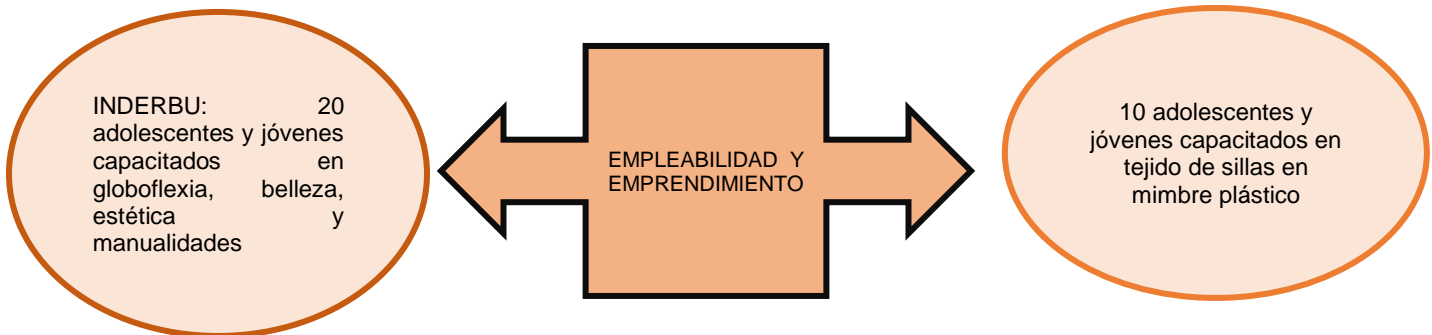 INDERBU: 20
adolescentes y jóvenes
capacitados en
globoflexia, belleza,
estética y
manualidades
EMPLEABILIDAD Y
EMPRENDIMIENTO
10 adolescentes y
jóvenes capacitados en
tejido de sillas en
mimbre plástico